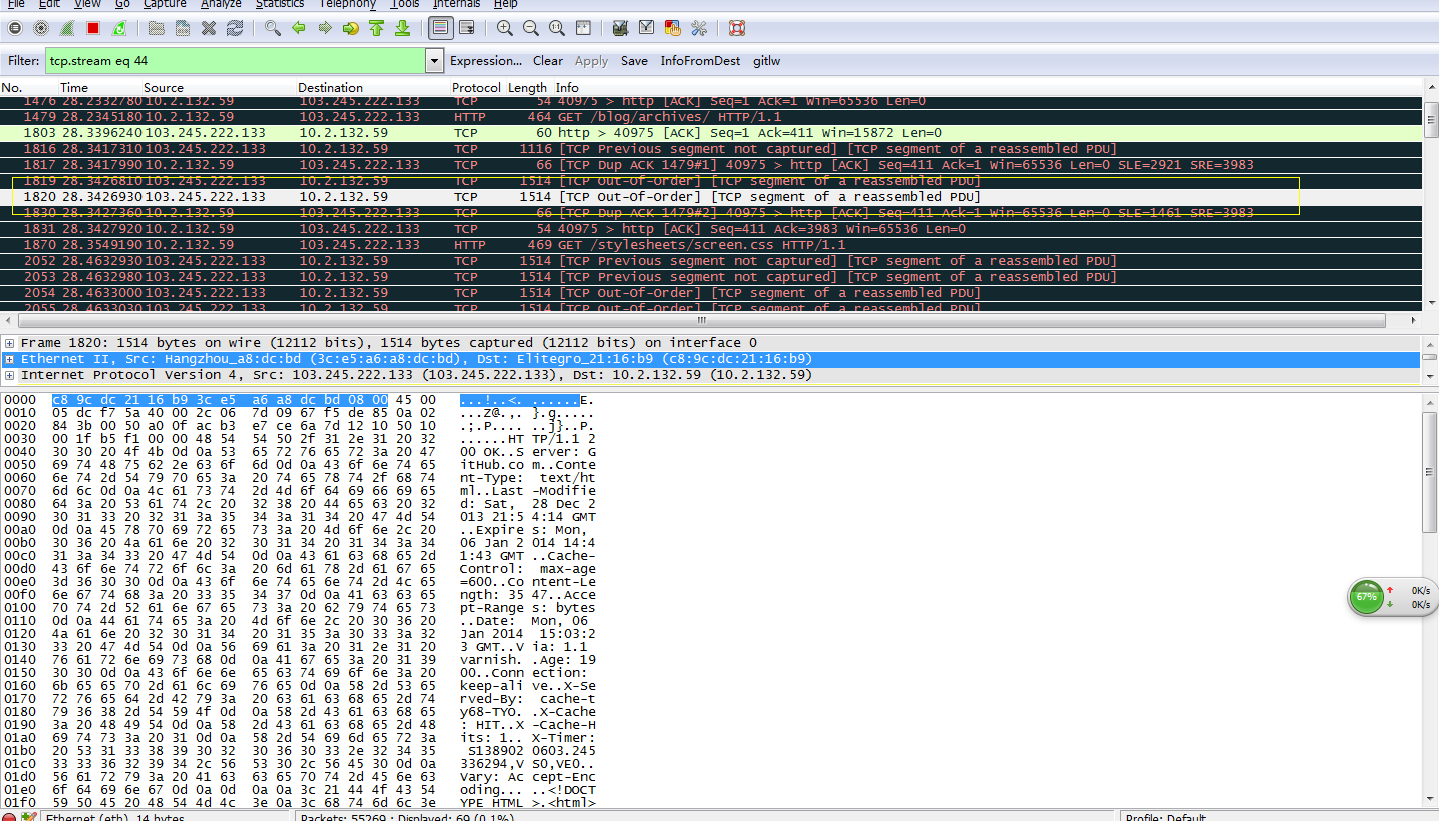 File Edit View Go Capture Analyze Statistics Telephony Tools Internals Help
Filter: tcp.stream eq 44 Expression... Clear Apply Save InfoFromDest gitlw
No. Time Source Destination Protocol Length Info
1476 28.2332780 10.2.132.59 103.245.222.133 TCP 54 40975 > http [ACK] Seq=1 Ack=1 Win=65536 Len=0
1479 28.2345180 10.2.132.59 103.245.222.133 HTTP 464 GET /blog/archives/ HTTP/1.1
1803 28.3396240 103.245.222.133 10.2.132.59 TCP 60 http > 40975 [ACK] Seq=1 Ack=411 Win=15872 Len=0
1816 28.3417310 103.245.222.133 10.2.132.59 TCP 1116 [TCP Previous segment not captured] [TCP segment of a reassembled PDU]
1817 28.3417990 10.2.132.59 103.245.222.133 TCP 66 [TCP Dup ACK 1479#1] 40975 > http [ACK] Seq=411 Ack=1 Win=65536 Len=0 SLE=2921 SRE=3983
1819 28.3426810 103.245.222.133 10.2.132.59 TCP 1514 [TCP Out-Of-Order] [TCP segment of a reassembled PDU]
1820 28.3426930 103.245.222.133 10.2.132.59 TCP 1514 [TCP Out-Of-Order] [TCP segment of a reassembled PDU]
1830 28.3427360 10.2.132.59 103.245.222.133 TCP 66 [TCP Dup ACK 1479#2] 40975 > http [ACK] Seq=411 Ack=1 Win=65536 Len=0 SLE=1461 SRE=3983
1831 28.3427920 10.2.132.59 103.245.222.133 TCP 54 40975 > http [ACK] Seq=411 Ack=3983 Win=65536 Len=0
1870 28.3549190 10.2.132.59 103.245.222.133 HTTP 469 GET /stylesheets/screen.css HTTP/1.1
2052 28.4632930 103.245.222.133 10.2.132.59 TCP 1514 [TCP Previous segment not captured] [TCP segment of a reassembled PDU]
2053 28.4632980 103.245.222.133 10.2.132.59 TCP 1514 [TCP Previous segment not captured] [TCP segment of a reassembled PDU]
2054 28.4633000 103.245.222.133 10.2.132.59 TCP 1514 [TCP Out-Of-Order] [TCP segment of a reassembled PDU]
2055 28.4633030 103.245.222.133 10.2.132.59 TCP 1514 [TCP Out-Of-Order] [TCP segment of a reassembled PDU]
Frame 1820: 1514 bytes on wire (12112 bits), 1514 bytes captured (12112 bits) on interface 0
Ethernet II, Src: Hangzhou_a8:dc:bd (3c:e5:a6:a8:dc:bd), Dst: Elitegro_21:16:b9 (c8:9c:dc:21:16:b9)
Internet Protocol Version 4, Src: 103.245.222.133 (103.245.222.133), Dst: 10.2.132.59 (10.2.132.59)
0000 c8 9c dc 21 16 b9 3c e5 a6 a8 dc bd 08 00 45 00 ...!..<. ......E.
0010 05 dc f7 5a 40 00 2c 06 7d 09 67 f5 de 85 0a 02 ...Z@.,. }.g.....
0020 84 3b 00 50 a0 0f ac b3 e7 ce 6a 7d 12 10 50 10 .;.P.... ..j}..P.
0030 00 1f b5 f1 00 00 48 54 54 50 2f 31 2e 31 20 32 ......HT TP/1.1 2
0040 30 30 20 4f 4b 0d 0a 53 65 72 76 65 72 3a 20 47 00 OK..S erver: G
0050 69 74 48 75 62 2e 63 6f 6d 0d 0a 43 6f 6e 74 65 itHub.co m..Conte
0060 6e 74 2d 54 79 70 65 3a 20 74 65 78 74 2f 68 74 nt-Type: text/ht
0070 6d 6c 0d 0a 4c 61 73 74 2d 4d 6f 64 69 66 69 65 ml..Last -Modifie
0080 64 3a 20 53 61 74 2c 20 32 38 20 44 65 63 20 32 d: Sat, 28 Dec 2
0090 30 31 33 20 32 31 3a 35 34 3a 31 34 20 47 4d 54 013 21:5 4:14 GMT
00a0 0d 0a 45 78 70 69 72 65 73 3a 20 4d 6f 6e 2c 20 ..Expire s: Mon,
00b0 30 36 20 4a 61 6e 20 32 30 31 34 20 31 34 3a 34 06 Jan 2 014 14:4
00c0 31 3a 34 33 20 47 4d 54 0d 0a 43 61 63 68 65 2d 1:43 GMT ..Cache-
00d0 43 6f 6e 74 72 6f 6c 3a 20 6d 61 78 2d 61 67 65 Control: max-age
00e0 3d 36 30 30 0d 0a 43 6f 6e 74 65 6e 74 2d 4c 65 =600..Co ntent-Le
00f0 6e 67 74 68 3a 20 33 35 34 37 0d 0a 41 63 63 65 ngth: 35 47..Acce
0100 70 74 2d 52 61 6e 67 65 73 3a 20 62 79 74 65 73 pt-Range s: bytes
0110 0d 0a 44 61 74 65 3a 20 4d 6f 6e 2c 20 30 36 20 ..Date: Mon, 06
0120 4a 61 6e 20 32 30 31 34 20 31 35 3a 30 33 3a 32 Jan 2014 15:03:2
0130 33 20 47 4d 54 0d 0a 56 69 61 3a 20 31 2e 31 20 3 GMT..V ia: 1.1
0140 76 61 72 6e 69 73 68 0d 0a 41 67 65 3a 20 31 39 varnish. .Age: 19
0150 30 30 0d 0a 43 6f 6e 6e 65 63 74 69 6f 6e 3a 20 00..Conn ection:
0160 6b 65 65 70 2d 61 6c 69 76 65 0d 0a 58 2d 53 65 keep-ali ve..X-Se
0170 72 76 65 64 2d 42 79 3a 20 63 61 63 68 65 2d 74 rved-By: cache-t
0180 79 36 38 2d 54 59 4f 0d 0a 58 2d 43 61 63 68 65 y68-TYO. .X-Cache
0190 3a 20 48 49 54 0d 0a 58 2d 43 61 63 68 65 2d 48 : HIT..X -Cache-H
01a0 69 74 73 3a 20 31 0d 0a 58 2d 54 69 6d 65 72 3a its: 1.. X-Timer:
01b0 20 53 31 33 38 39 30 32 30 36 30 33 2e 32 34 35 S138902 0603.245
01c0 33 33 36 32 39 34 2c 56 53 30 2c 56 45 30 0d 0a 336294,V S0,VE0..
01d0 56 61 72 79 3a 20 41 63 63 65 70 74 2d 45 6e 63 Vary: Ac cept-Enc
01e0 6f 64 69 6e 67 0d 0a 0d 0a 0a 3c 21 44 4f 43 54 oding... ..<!DOCT
01f0 59 50 45 20 48 54 4d 4c 3e 0a 3c 68 74 6d 6c 3e YPE HTML >.<html>
67% 0K/s
0K/s
Ethernet (eth), 14 bytes Packets: 55269 · Displayed: 69 (0.1%) Profile: Default